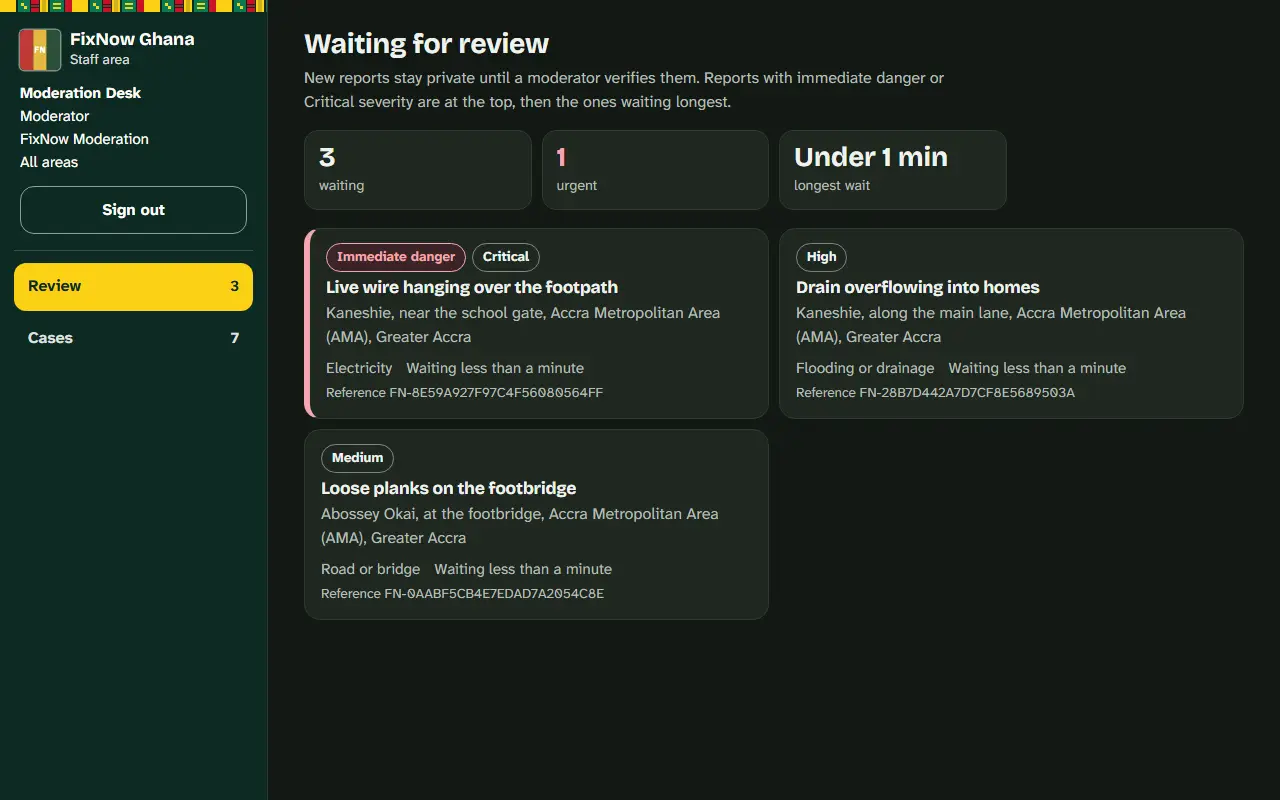 FN
FixNow Ghana
Staff area
Moderation Desk
Moderator
FixNow Moderation
All areas
Sign out
Review 3
Cases 7
Waiting for review
New reports stay private until a moderator verifies them. Reports with immediate danger or
Critical severity are at the top, then the ones waiting longest.
3
waiting
1
urgent
Under 1 min
longest wait
Immediate danger Critical
Live wire hanging over the footpath
Kaneshie, near the school gate, Accra Metropolitan Area
(AMA), Greater Accra
Electricity Waiting less than a minute
Reference FN-8E59A927F97C4F56080564FF
High
Drain overflowing into homes
Kaneshie, along the main lane, Accra Metropolitan Area
(AMA), Greater Accra
Flooding or drainage Waiting less than a minute
Reference FN-28B7D442A7D7CF8E5689503A
Medium
Loose planks on the footbridge
Abossey Okai, at the footbridge, Accra Metropolitan Area
(AMA), Greater Accra
Road or bridge Waiting less than a minute
Reference FN-0AABF5CB4E7EDAD7A2054C8E